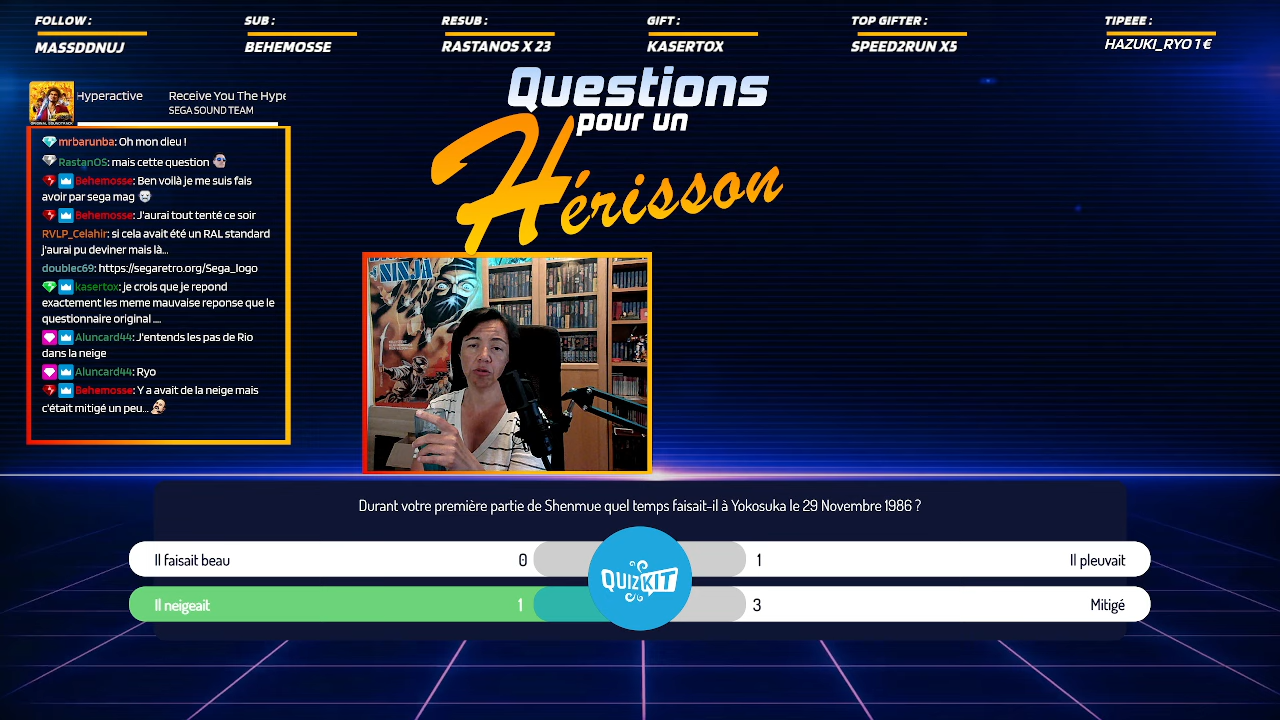 FOLLOW :
MASSDDNUJ
SUB :
BEHEMOSSE
RESUB :
RASTANOS X 23
GIFT :
KASERTOX
TOP GIFTER :
SPEED2RUN X5
TIPEEE :
HAZUKI_RYO 1 €
Questions
pour un
Hérisson
Hyperactive
Receive You The Hype
SEGA SOUND TEAM
ORIGINAL SOUNDTRACK
mrbarunba: Oh mon dieu !
RastanOS: mais cette question
Behemosse: Ben voilà je me suis fais
avoir par sega mag
Behemosse: J'aurai tout tenté ce soir
RVLP_Celahir: si cela avait été un RAL standard
j'aurai pu deviner mais là...
doublec69: https://segaretro.org/Sega_logo
kasertox: je crois que je repond
exactement les meme mauvaise reponse que le
questionnaire original ....
Aluncard44: J'entends les pas de Rio
dans la neige
Aluncard44: Ryo
Behemosse: Y a avait de la neige mais
c'était mitigé un peu...
NINJA
Durant votre première partie de Shenmue quel temps faisait-il à Yokosuka le 29 Novembre 1986 ?
Il faisait beau 0
1 Il pleuvait
Il neigeait 1
3 Mitigé
QUIZKIT